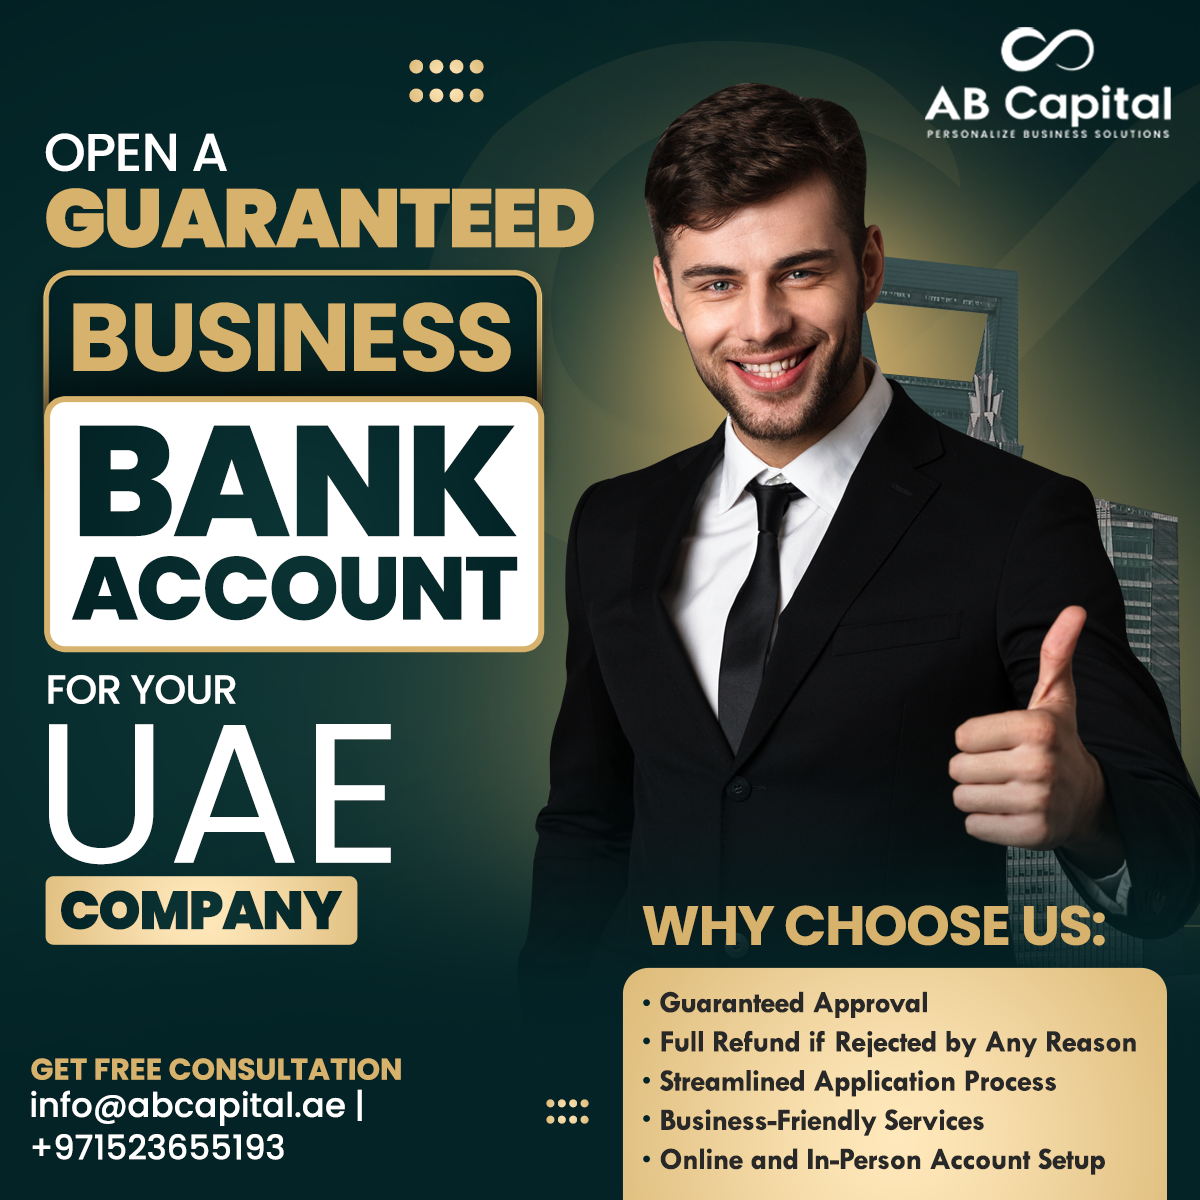 AB Capital
PERSONALIZE BUSINESS SOLUTIONS
OPEN A
GUARANTEED
BUSINESS
BANK
ACCOUNT
FOR YOUR
UAE
COMPANY
WHY CHOOSE US:
• Guaranteed Approval
• Full Refund if Rejected by Any Reason
• Streamlined Application Process
• Business-Friendly Services
• Online and In-Person Account Setup
GET FREE CONSULTATION
info@abcapital.ae |
+971523655193